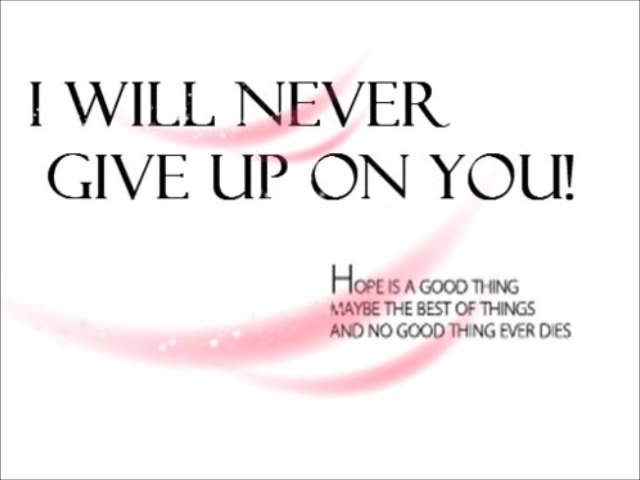 I WILL NEVER
GIVE UP ON YOU!
HOPE IS A GOOD THING
MAYBE THE BEST OF THINGS
AND NO GOOD THING EVER DIES